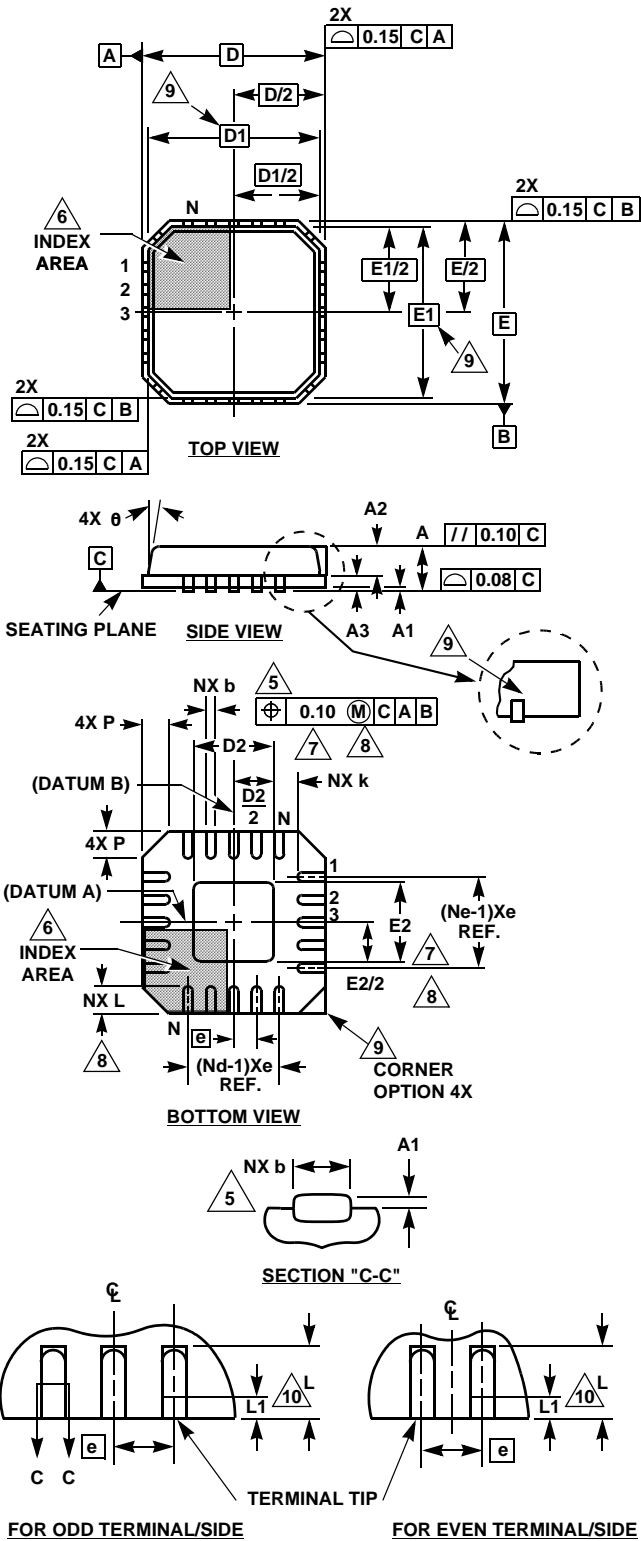 2X
⌓ 0.15 C A
A
D
9
D/2
D1
D1/2
2X
⌓ 0.15 C B
N
6
INDEX
AREA
1
2
3
E1/2
E/2
E1
E
9
B
2X
⌓ 0.15 C B
2X
⌓ 0.15 C A
TOP VIEW
4X θ
A2
A
// 0.10 C
C
⌓ 0.08 C
SEATING PLANE
SIDE VIEW
A3
A1
9
NX b
5
⌖ 0.10 Ⓜ C A B
4X P
D2
7
8
(DATUM B)
D2
2
N
NX k
4X P
1
(DATUM A)
2
3
6
INDEX
AREA
E2
(Ne-1)Xe
REF.
7
E2/2
8
NX L
8
N
e
(Nd-1)Xe
REF.
9
CORNER
OPTION 4X
BOTTOM VIEW
NX b
A1
5
SECTION "C-C"
℄
℄
L
10
L1
L
10
L1
e
e
C
C
TERMINAL TIP
FOR ODD TERMINAL/SIDE
FOR EVEN TERMINAL/SIDE